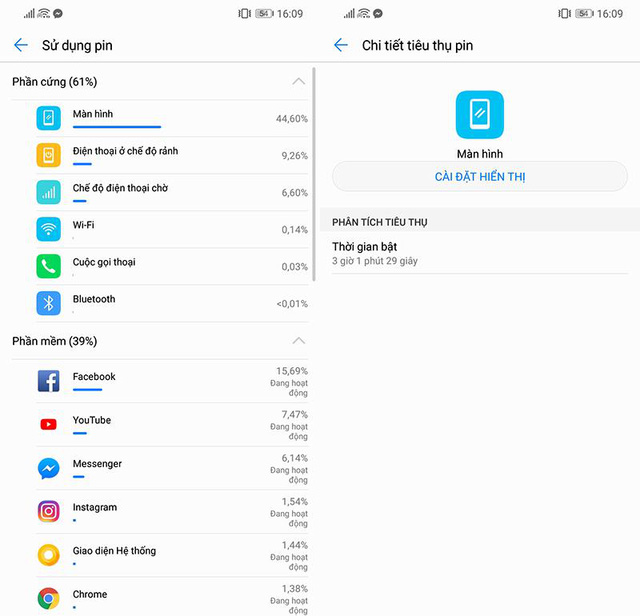 54 16:09
Sử dụng pin
Phần cứng (61%)
Màn hình
44,60%
Điện thoại ở chế độ rảnh
9,26%
Chế độ điện thoại chờ
6,60%
Wi-Fi
0,14%
Cuộc gọi thoại
0,03%
Bluetooth
<0,01%
Phần mềm (39%)
Facebook
15,69%
Đang hoạt
động
YouTube
7,47%
Đang hoạt
động
Messenger
6,14%
Đang hoạt
động
Instagram
1,54%
Đang hoạt
động
Giao diện Hệ thống
1,44%
Đang hoạt
động
Chrome
1,38%
Đang hoạt
động
54 16:09
Chi tiết tiêu thụ pin
Màn hình
CÀI ĐẶT HIỂN THỊ
PHÂN TÍCH TIÊU THỤ
Thời gian bật
3 giờ 1 phút 29 giây